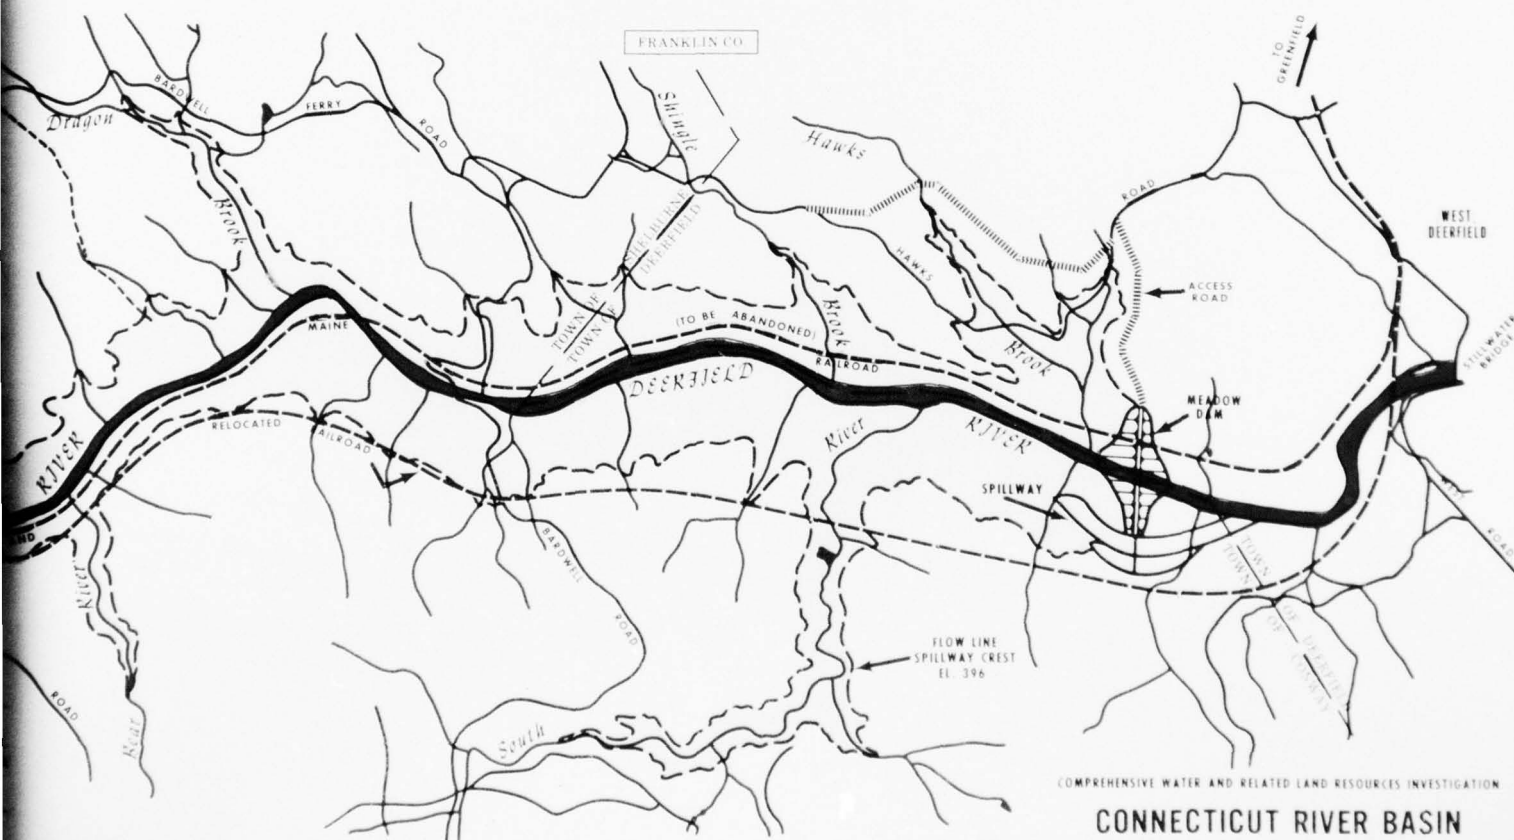 FRANKLIN CO.
TO
GREENFIELD
BARDWELL
FERRY
ROAD
Dragon
Brook
Shingle
Brook
Hawks
Brook
HAWKS
ROAD
WEST
DEERFIELD
ACCESS
ROAD
SHELBURNE
DEERFIELD
TOWN OF
TOWN OF
STILLWATER
BRIDGE
MAINE
(TO BE ABANDONED)
RAILROAD
DEERFIELD
RIVER
RIVER
MEADOW
DAM
RELOCATED
RAILROAD
River
SPILLWAY
AND
River
Bear
ROAD
BARDWELL
ROAD
South
FLOW LINE
SPILLWAY CREST
EL. 396
TOWN
TOWN
OF
OF
DEERFIELD
CONWAY
WEST
ROAD
COMPREHENSIVE WATER AND RELATED LAND RESOURCES INVESTIGATION
CONNECTICUT RIVER BASIN